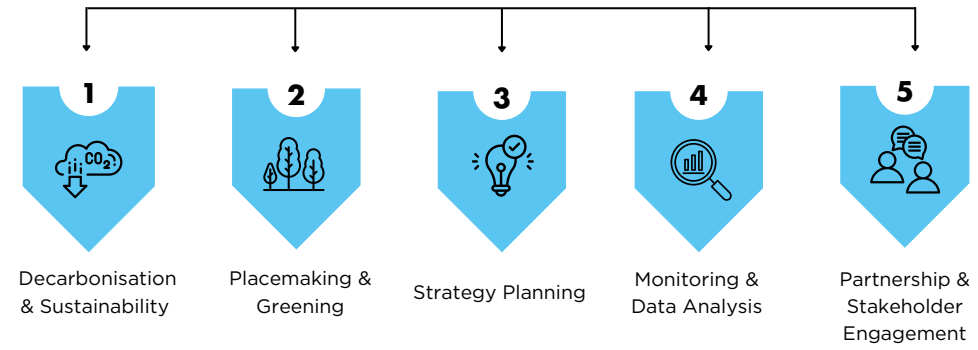 1
2
3
4
5
CO2
Decarbonisation
& Sustainability
Placemaking &
Greening
Strategy Planning
Monitoring &
Data Analysis
Partnership &
Stakeholder
Engagement